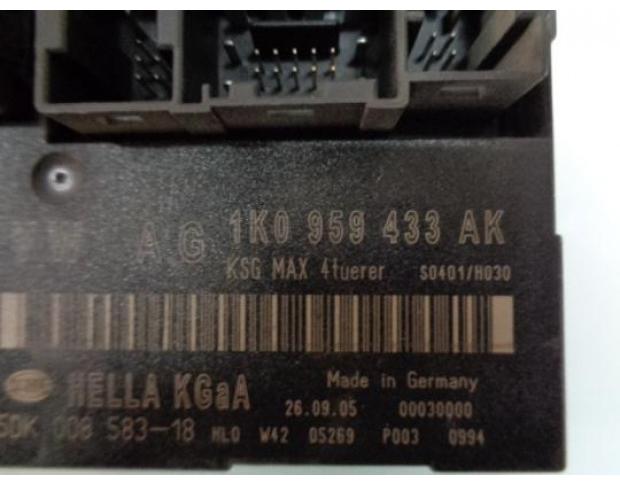 VW AG 1K0 959 433 AK
KSG MAX 4tuerer S0401/H030
HELLA KGaA Made in Germany
26.09.05 00030000
5DK 008 583-18 HLO W42 05269 P003 0994